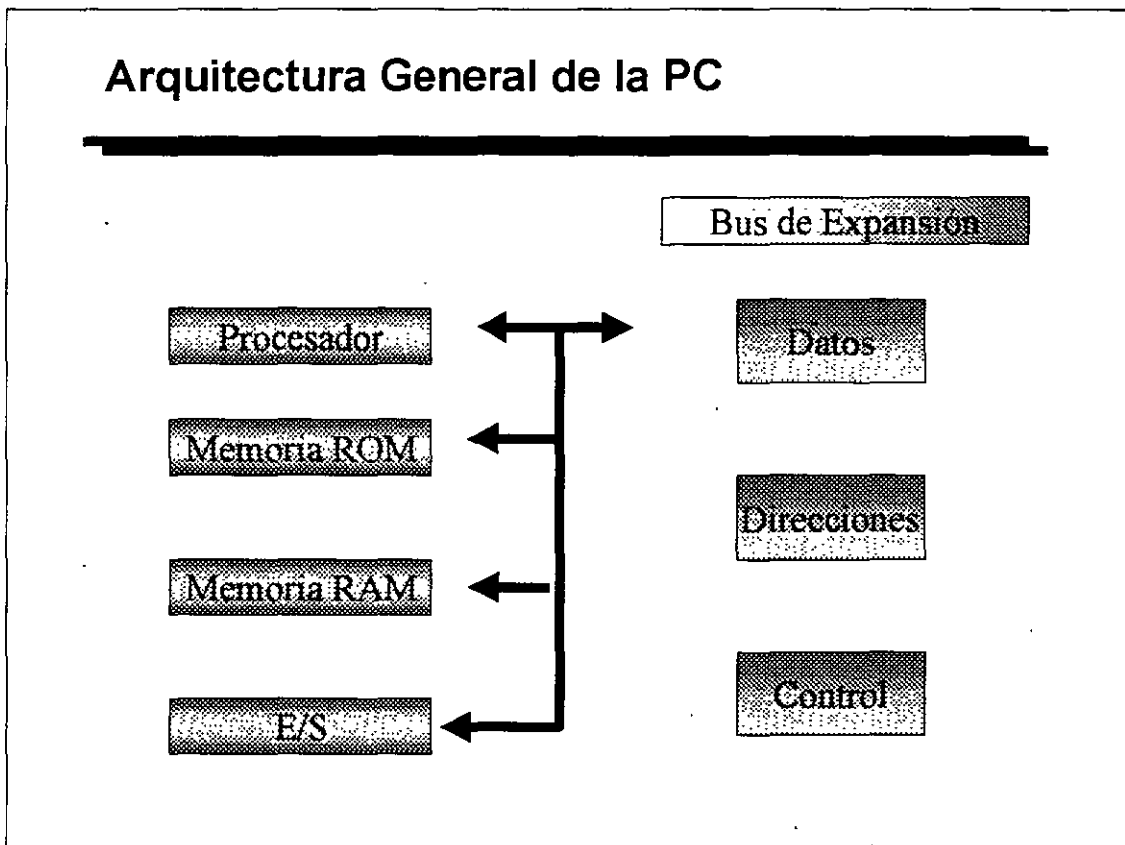 Arquitectura General de la PC
Bus de Expansion
Procesador
Datos
Memoria ROM
Direcciones
Memoria RAM
Control
E/S